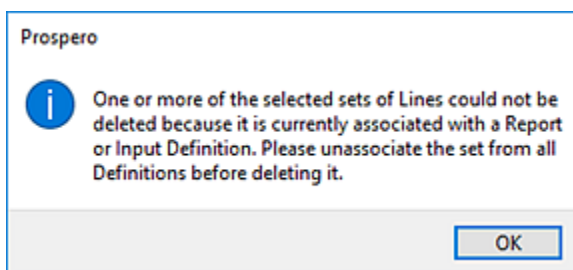 Prospero
One or more of the selected sets of Lines could not be
deleted because it is currently associated with a Report
or Input Definition. Please unassociate the set from all
Definitions before deleting it.
OK